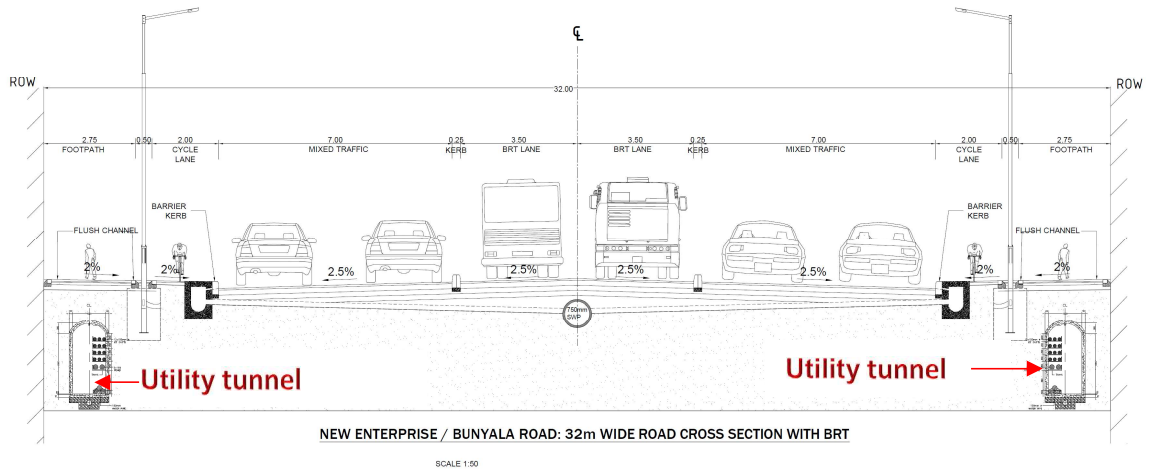 ℄
ROW
ROW
32.00
2.75
0.50
2.00
7.00
0.25
3.50
3.50
0.25
7.00
2.00
0.50
2.75
FOOTPATH
CYCLE
LANE
MIXED TRAFFIC
KERB
BRT LANE
BRT LANE
KERB
MIXED TRAFFIC
CYCLE
LANE
FOOTPATH
BARRIER
KERB
BARRIER
KERB
FLUSH CHANNEL
FLUSH CHANNEL
2%
2%
2.5%
2.5%
2.5%
2.5%
2%
2%
750mm
SWP
Utility tunnel
Utility tunnel
NEW ENTERPRISE / BUNYALA ROAD: 32m WIDE ROAD CROSS SECTION WITH BRT
SCALE 1:50